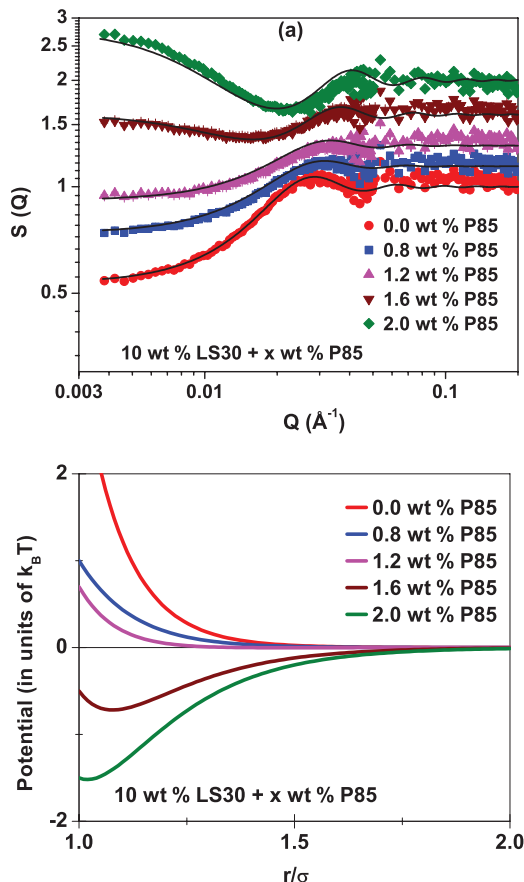 (a)
3
2
1.5
1
0.5
S (Q)
0.0 wt % P85
0.8 wt % P85
1.2 wt % P85
1.6 wt % P85
2.0 wt % P85
10 wt % LS30 + x wt % P85
0.003
0.01
0.1
Q (Å⁻¹)
2
0
-2
Potential (in units of k_BT)
0.0 wt % P85
0.8 wt % P85
1.2 wt % P85
1.6 wt % P85
2.0 wt % P85
10 wt % LS30 + x wt % P85
1.0
1.5
2.0
r/σ